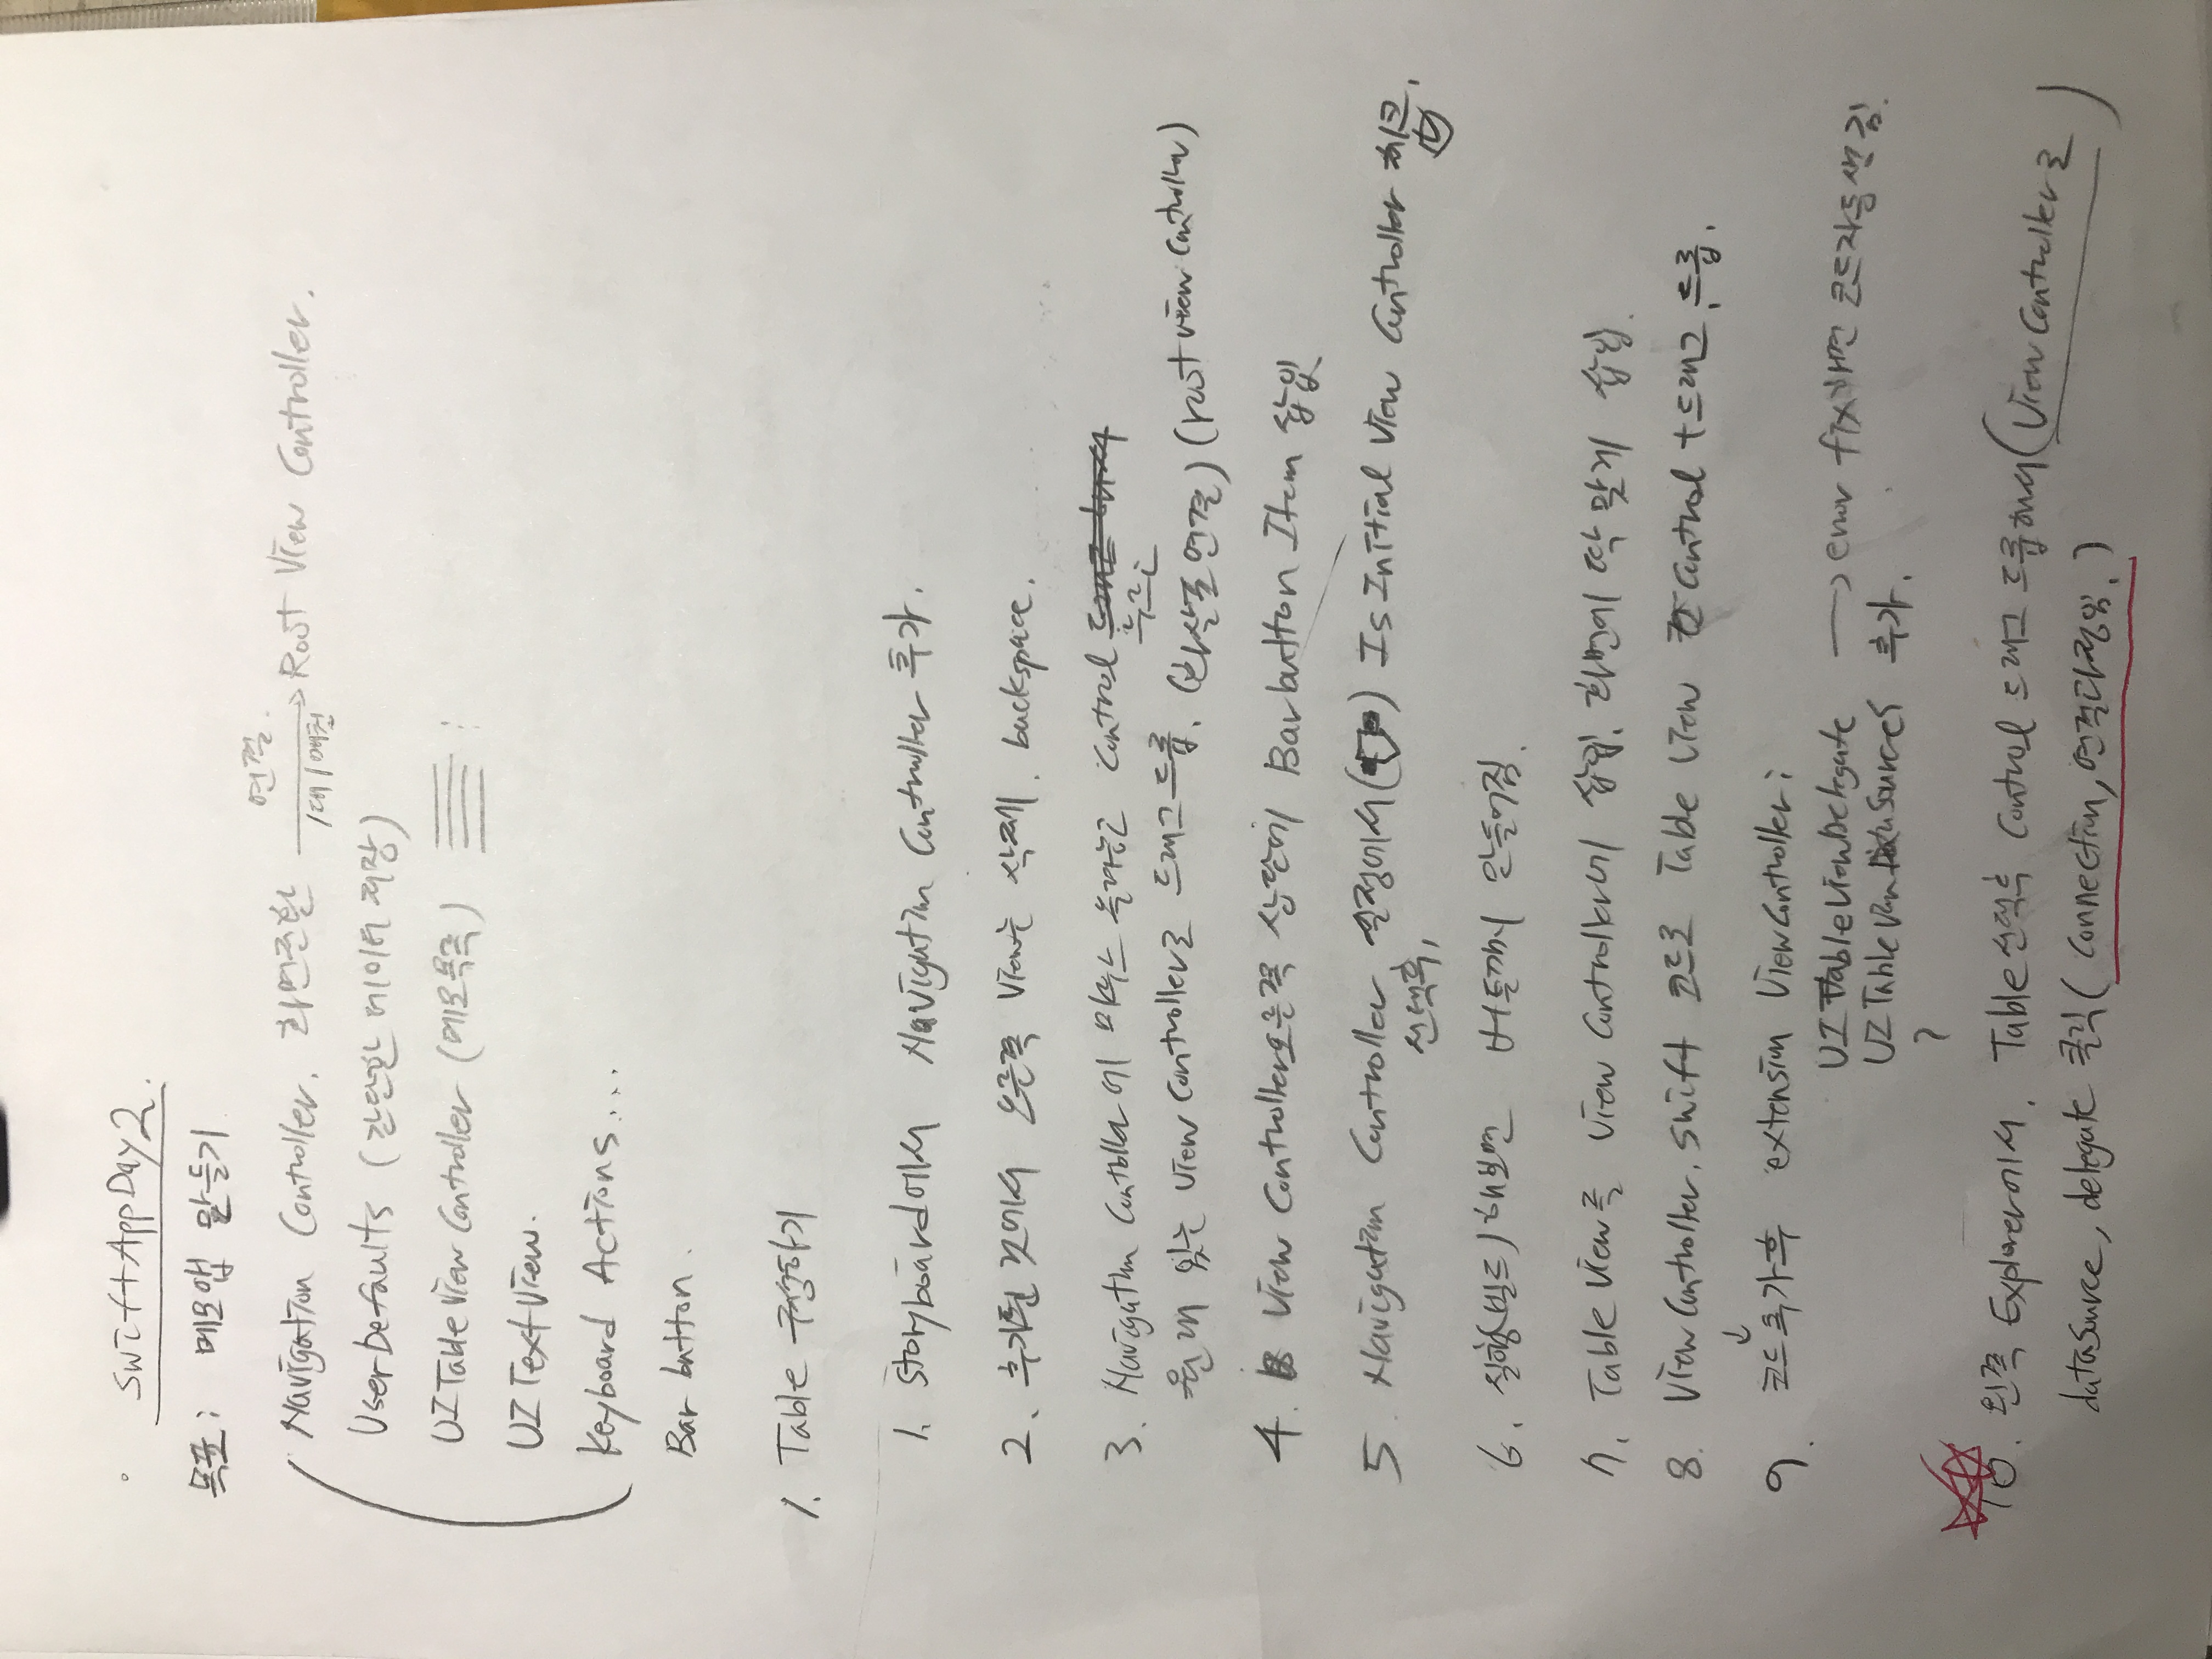 SwiftAppDay2.
목표: 메모앱 만들기
Navigation Controller. 화면전환 연결. 1대1매칭 → Root View Controller.
UserDefaults (간단한 데이터 저장)
UITableViewController (메모목록)
UITextView.
Keyboard Actions...
Bar button.
1. Table 구성하기
1. Storyboard에서 Navigation Controller 추가.
2. 추가된 것에서 오른쪽 View는 삭제. backspace.
3. Navigation Controller에 마우스 올려놓고 control 누르고
원래 있는 View Controller로 드래그 드롭. (화살표 연결) (root view controller)
4. View Controller 오른쪽 상단에 Bar button Item 삽입
5. Navigation Controller 선택후, 설정에서 Is Initial View Controller 체크.
6. 실행(빌드) 해보면 버튼까지 만들어짐.
7. Table View를 View Controller에 삽입. 화면에 딱 맞게 삽입.
8. ViewController.swift 코드로 Table View Control + 드래그, 드롭.
↓
9. 코드 추가후 extension ViewController:
UITableViewDelegate → error fix하면 코드자동생김.
UITableViewDataSources 추가.
}
10. 왼쪽 Explorer에서. Table 선택후 Control 드래그 드롭해서 (View Controller로)
dataSource, delegate 클릭 (Connection, 연결과정임.)